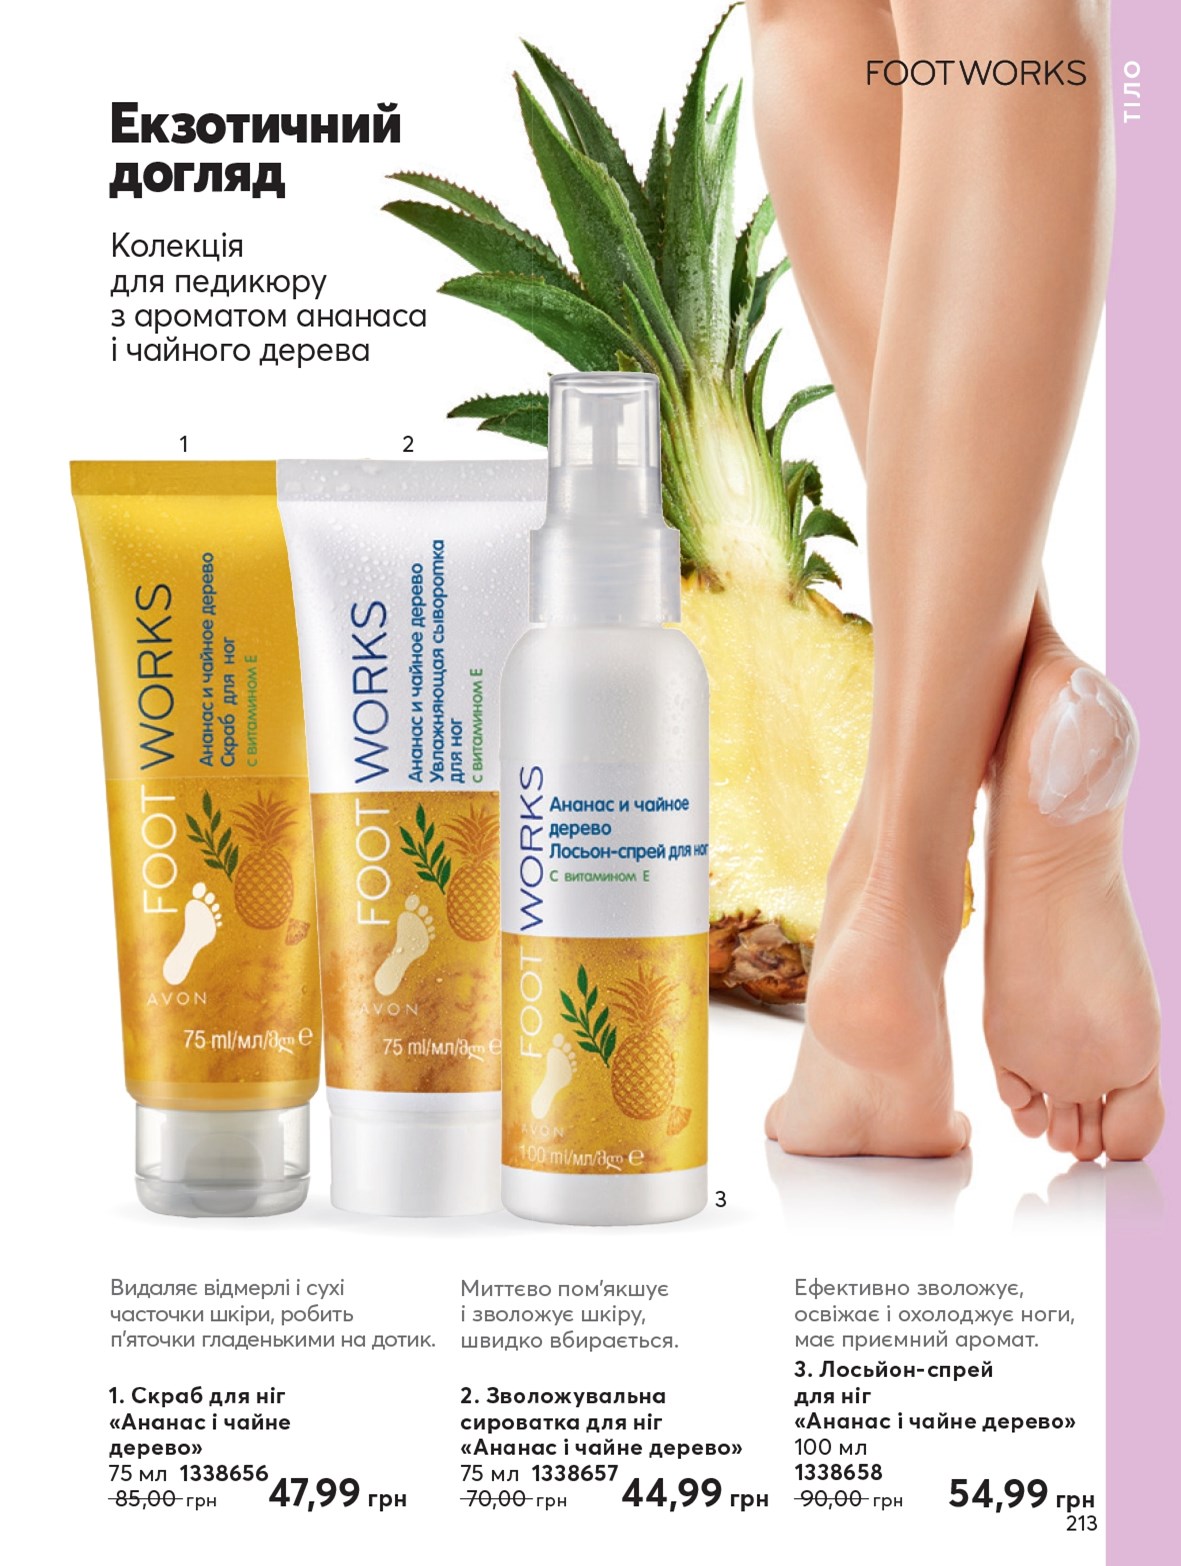 FOOTWORKS
ТІЛО
Екзотичний
догляд
Колекція
для педикюру
з ароматом ананаса
і чайного дерева
1
2
FOOT WORKS
Ананас и чайное дерево
Скраб для ног
с витамином Е
AVON
75 ml/мл/მლ e
FOOT WORKS
Ананас и чайное дерево
Увлажняющая сыворотка
для ног
с витамином Е
AVON
75 ml/мл/მლ e
FOOT WORKS
Ананас и чайное
дерево
Лосьон-спрей для ног
С витамином Е
AVON
100 ml/мл/მლ e
3
Видаляє відмерлі і сухі
часточки шкіри, робить
п'яточки гладенькими на дотик.
1. Скраб для ніг
«Ананас і чайне
дерево»
75 мл 1338656
85,00 грн 47,99 грн
Миттєво пом'якшує
і зволожує шкіру,
швидко вбирається.
2. Зволожувальна
сироватка для ніг
«Ананас і чайне дерево»
75 мл 1338657
70,00 грн 44,99 грн
Ефективно зволожує,
освіжає і охолоджує ноги,
має приємний аромат.
3. Лосьйон-спрей
для ніг
«Ананас і чайне дерево»
100 мл
1338658
90,00 грн 54,99 грн
213